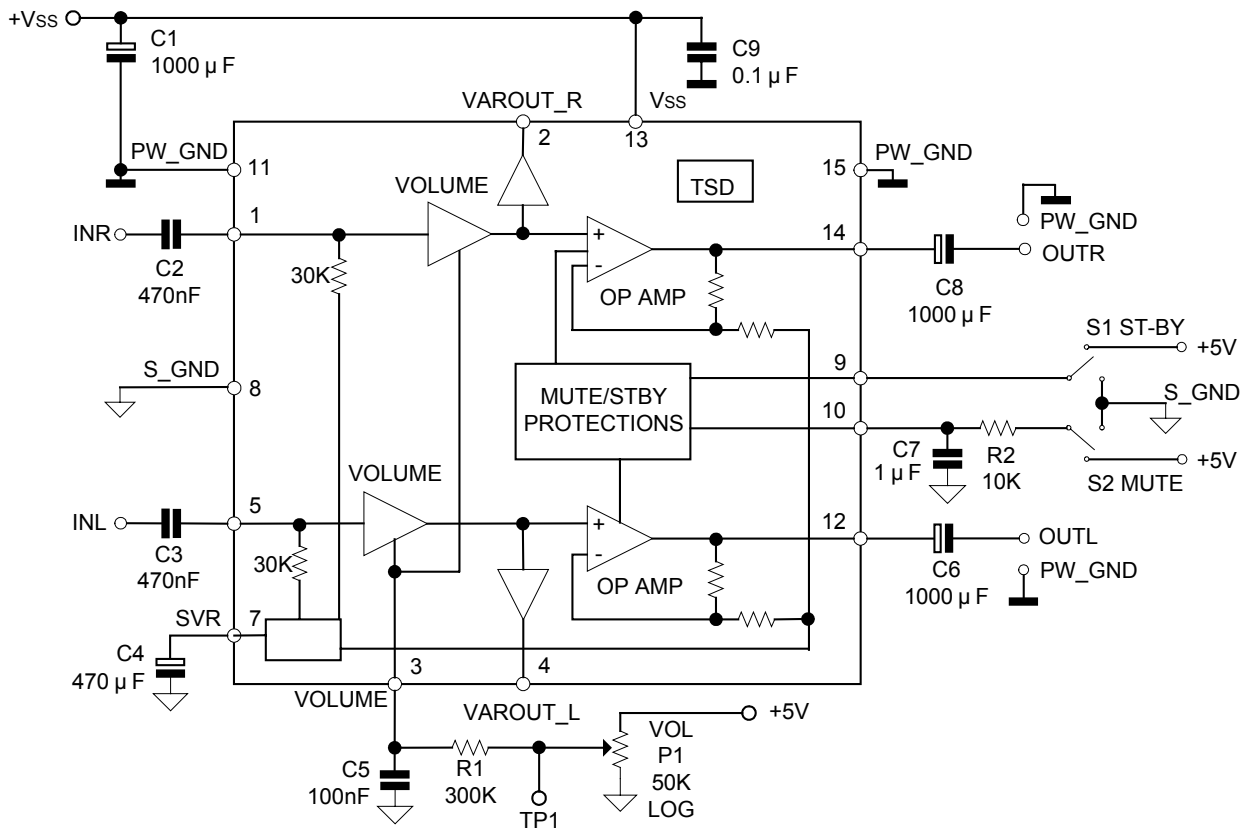 +VSS
C1
1000 μ F
C9
0.1 μ F
VAROUT_R
VSS
2
13
PW_GND
11
15
PW_GND
TSD
VOLUME
INR
1
C2
470nF
30K
+
-
OP AMP
14
PW_GND
OUTR
C8
1000 μ F
S1 ST-BY
+5V
S_GND
8
MUTE/STBY
PROTECTIONS
9
10
S_GND
C7
1 μ F
R2
10K
+5V
S2 MUTE
VOLUME
INL
5
C3
470nF
30K
+
-
OP AMP
12
OUTL
C6
1000 μ F
PW_GND
SVR
7
C4
470 μ F
3
4
VOLUME
VAROUT_L
+5V
VOL
P1
50K
LOG
C5
100nF
R1
300K
TP1